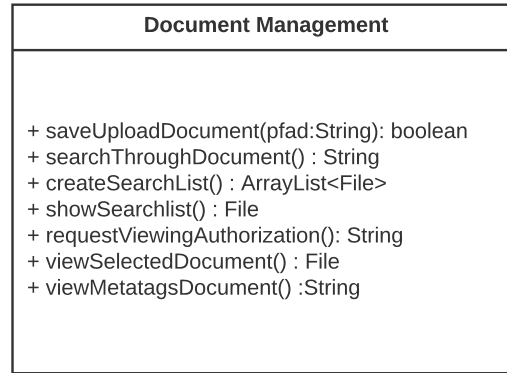 Document Management
+ saveUploadDocument(pfad:String): boolean
+ searchThroughDocument() : String
+ createSearchList() : ArrayList<File>
+ showSearchlist() : File
+ requestViewingAuthorization(): String
+ viewSelectedDocument() : File
+ viewMetatagsDocument() :String